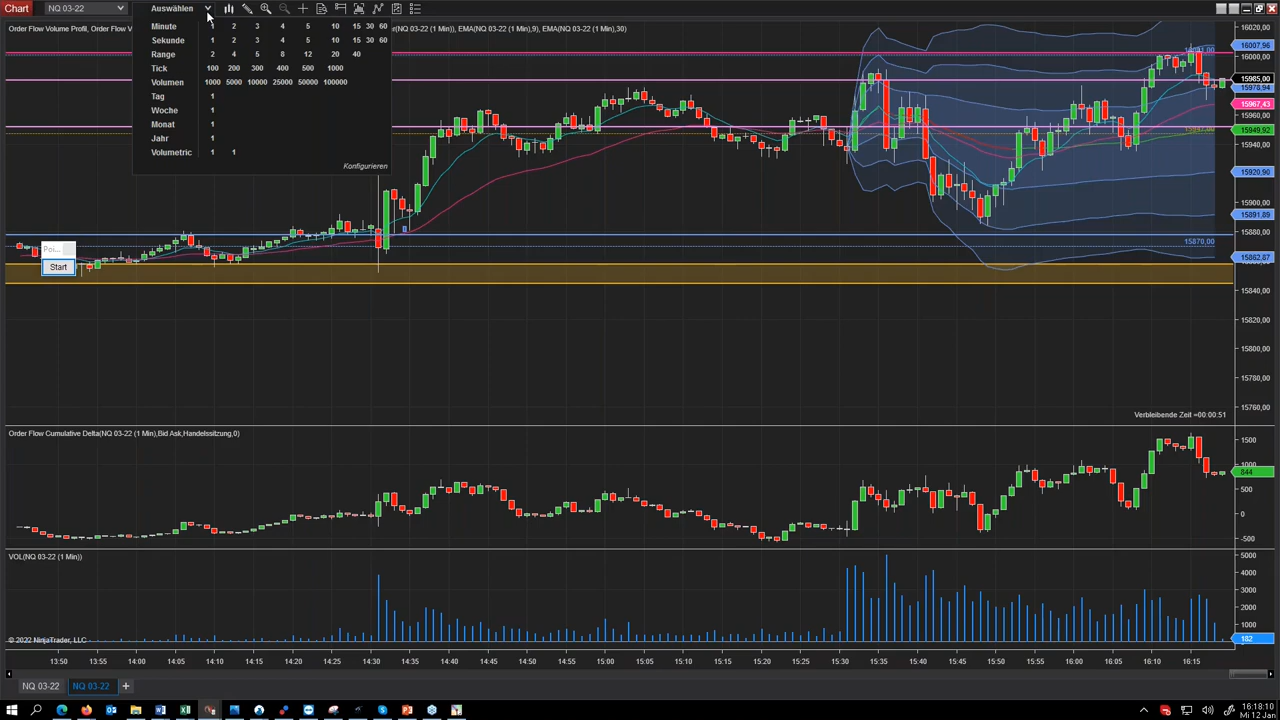 Chart NQ 03-22 Auswählen
Order Flow Volume Profil, Order Flow V
er(NQ 03-22 (1 Min)), EMA(NQ 03-22 (1 Min),9), EMA(NQ 03-22 (1 Min),30)
Minute 1 2 3 4 5 10 15 30 60
Sekunde 1 2 3 4 5 10 15 30 60
Range 2 4 5 8 12 20 40
Tick 100 200 300 400 500 1000
Volumen 1000 5000 10000 25000 50000 100000
Tag 1
Woche 1
Monat 1
Jahr 1
Volumetric 1 1
Konfigurieren
Poi...
Start
16020,00
16007,96
16000,00
15985,00
15978,94
15967,43
15960,00
15949,92
15940,00
15920,90
15900,00
15891,89
15880,00
15870,00
15862,87
15840,00
15820,00
15800,00
15780,00
15760,00
Verbleibende Zeit =00:00:51
Order Flow Cumulative Delta(NQ 03-22 (1 Min),Bid Ask,Handelssitzung,0)
1500
1000
844
500
0
-500
VOL(NQ 03-22 (1 Min))
5000
4000
3000
2000
1000
182
© 2022 NinjaTrader, LLC
13:50 13:55 14:00 14:05 14:10 14:15 14:20 14:25 14:30 14:35 14:40 14:45 14:50 14:55 15:00 15:05 15:10 15:15 15:20 15:25 15:30 15:35 15:40 15:45 15:50 15:55 16:00 16:05 16:10 16:15
NQ 03-22 NQ 03-22 +
16:18:10
Mi 12 Jan